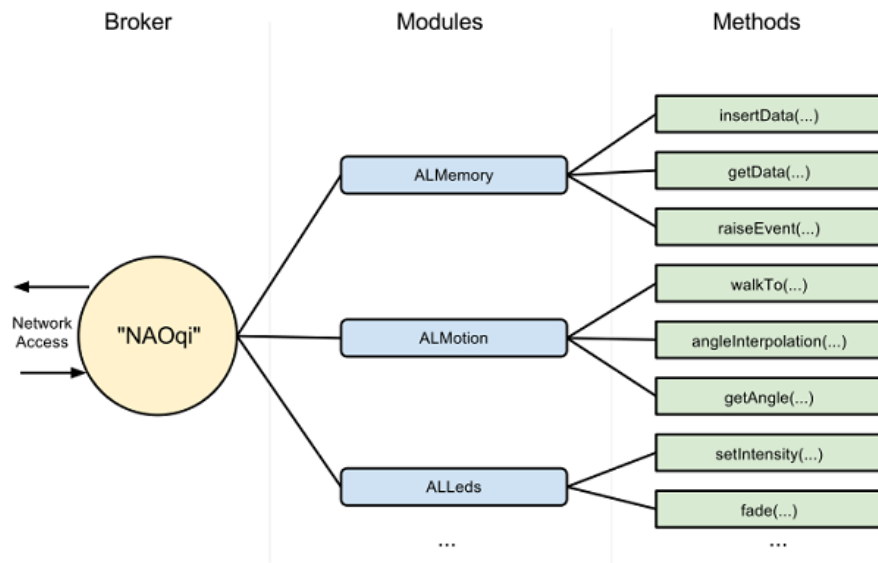 Broker
Modules
Methods
insertData(...)
ALMemory
getData(...)
raiseEvent(...)
walkTo(...)
Network
Access
"NAOqi"
ALMotion
angleInterpolation(...)
getAngle(...)
setIntensity(...)
ALLeds
fade(...)
...
...